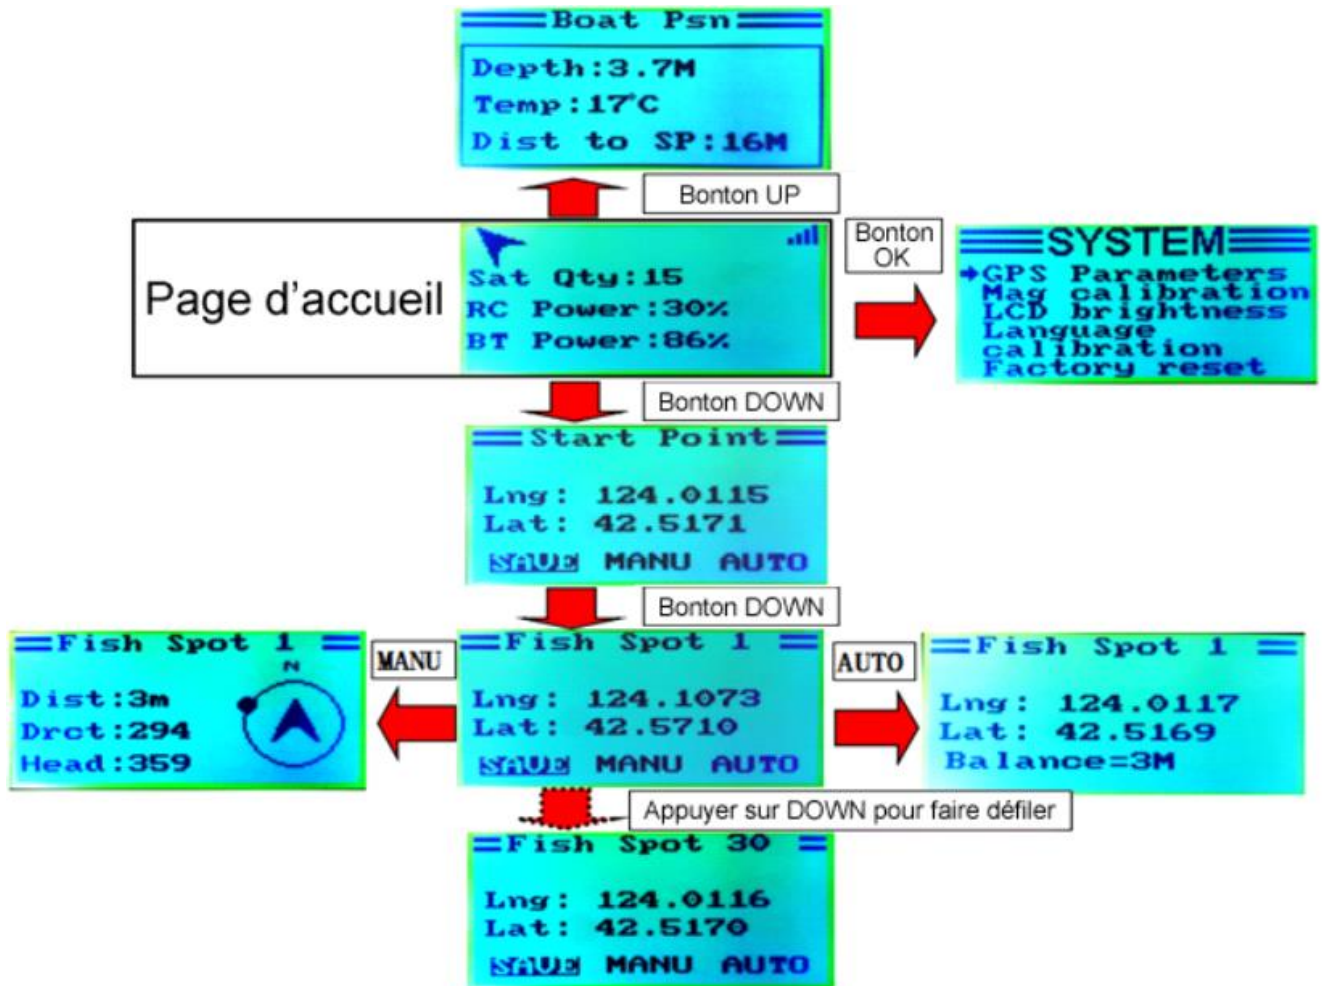 Boat Psn
Depth:3.7M
Temp:17°C
Dist to SP:16M
Bonton UP
Page d'accueil
Sat Qty:15
RC Power:30%
BT Power:86%
Bonton
OK
SYSTEM
GPS Parameters
Mag calibration
LCD brightness
Language
calibration
Factory reset
Bonton DOWN
Start Point
Lng: 124.0115
Lat: 42.5171
SAVE MANU AUTO
Bonton DOWN
Fish Spot 1
N
Dist:3m
Drct:294
Head:359
MANU
Fish Spot 1
Lng: 124.1073
Lat: 42.5710
SAVE MANU AUTO
AUTO
Fish Spot 1
Lng: 124.0117
Lat: 42.5169
Balance=3M
Appuyer sur DOWN pour faire défiler
Fish Spot 30
Lng: 124.0116
Lat: 42.5170
SAVE MANU AUTO